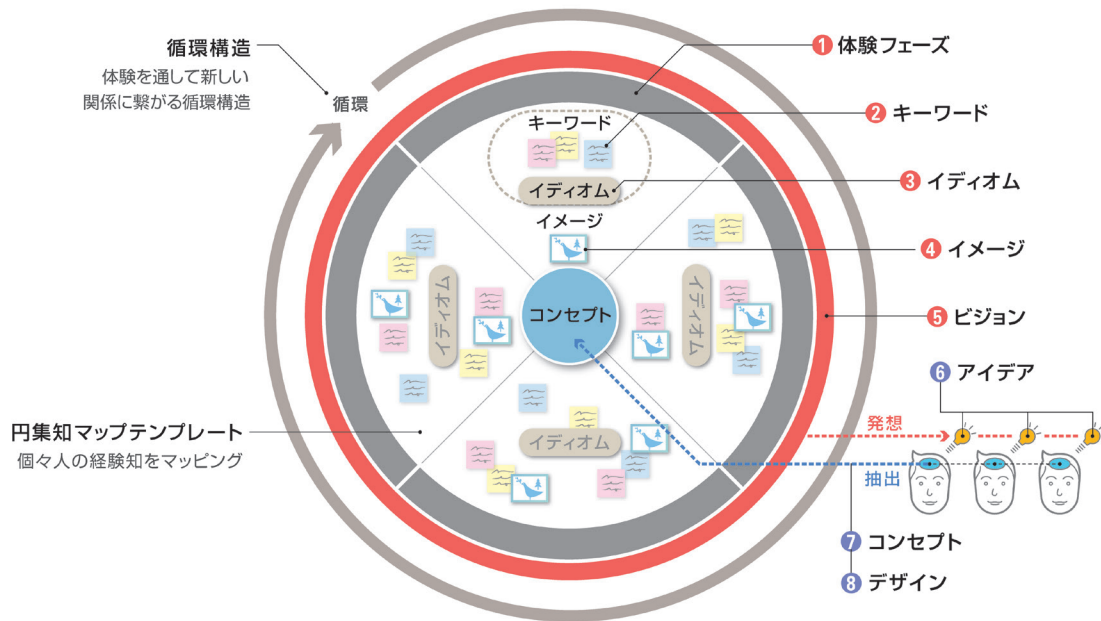 循環構造
体験を通して新しい
関係に繋がる循環構造
循環
1 体験フェーズ
キーワード
2 キーワード
イディオム
3 イディオム
イメージ
4 イメージ
イディオム
コンセプト
イディオム
5 ビジョン
6 アイデア
円集知マップテンプレート
個々人の経験知をマッピング
イディオム
発想
抽出
7 コンセプト
8 デザイン